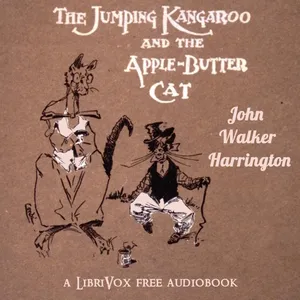 The Jumping Kangaroo
and the
Apple-Butter
Cat
John
Walker
Harrington
a LibriVox free audiobook